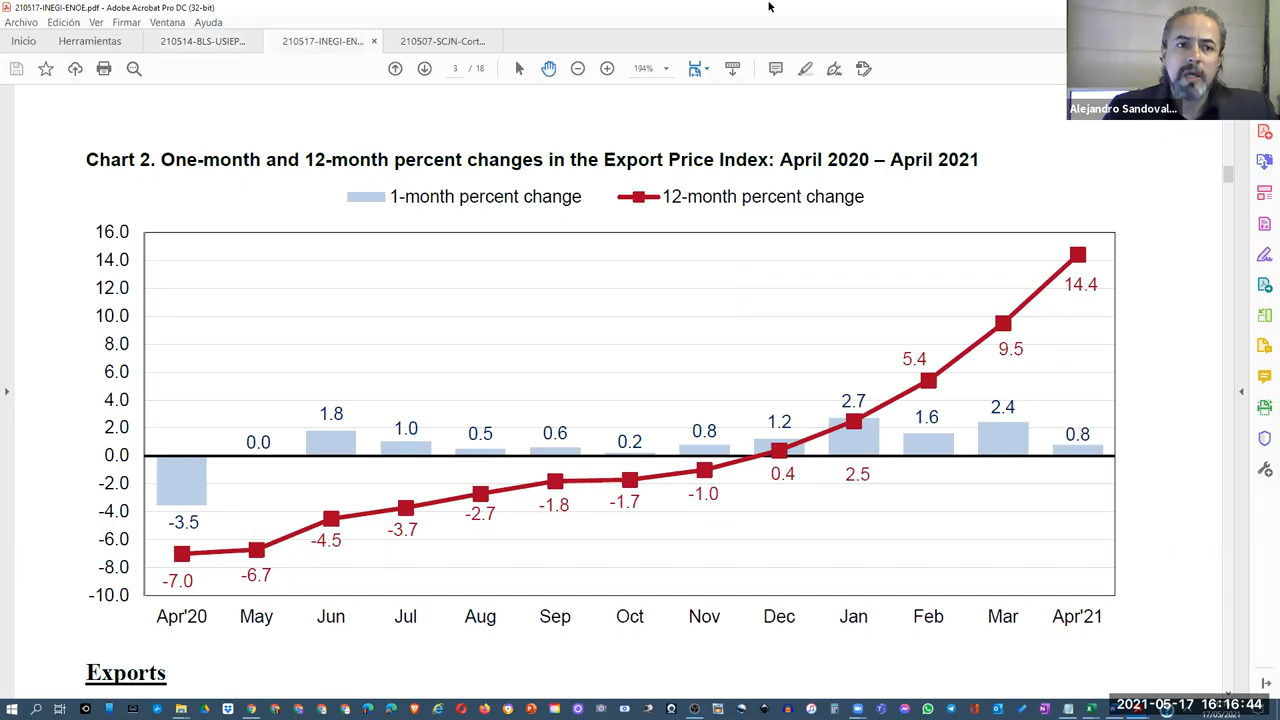 210517-INEGI-ENOE.pdf - Adobe Acrobat Pro DC (32-bit)
Archivo Edición Ver Firmar Ventana Ayuda
Inicio Herramientas 210514-BLS-USIEP... 210517-INEGI-EN... × 210507-SCJN-Cort...
3 / 18 194%
Alejandro Sandoval...
Chart 2. One-month and 12-month percent changes in the Export Price Index: April 2020 – April 2021
1-month percent change 12-month percent change
16.0
14.0
12.0
10.0
8.0
6.0
4.0
2.0
0.0
-2.0
-4.0
-6.0
-8.0
-10.0
-3.5 0.0 1.8 1.0 0.5 0.6 0.2 0.8 1.2 2.7 1.6 2.4 0.8
-7.0 -6.7 -4.5 -3.7 -2.7 -1.8 -1.7 -1.0 0.4 2.5 5.4 9.5 14.4
Apr'20 May Jun Jul Aug Sep Oct Nov Dec Jan Feb Mar Apr'21
Exports
2021-05-17 16:16:44
17/05/2021